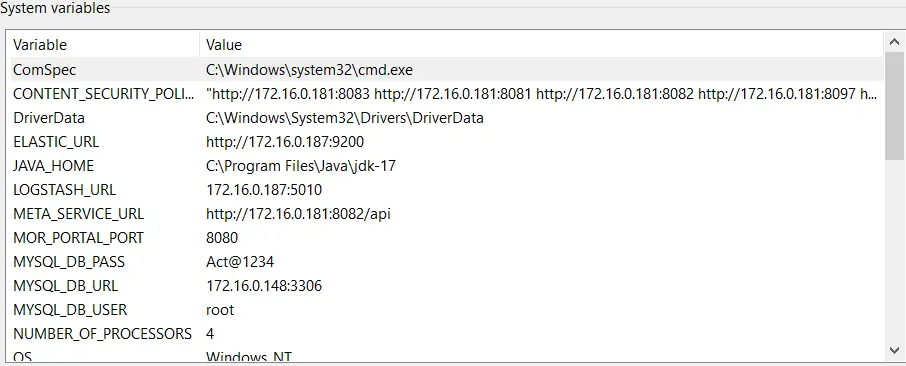 System variables
Variable Value
ComSpec C:\Windows\system32\cmd.exe
CONTENT_SECURITY_POLI... "http://172.16.0.181:8083 http://172.16.0.181:8081 http://172.16.0.181:8082 http://172.16.0.181:8097 h...
DriverData C:\Windows\System32\Drivers\DriverData
ELASTIC_URL http://172.16.0.187:9200
JAVA_HOME C:\Program Files\Java\jdk-17
LOGSTASH_URL 172.16.0.187:5010
META_SERVICE_URL http://172.16.0.181:8082/api
MOR_PORTAL_PORT 8080
MYSQL_DB_PASS Act@1234
MYSQL_DB_URL 172.16.0.148:3306
MYSQL_DB_USER root
NUMBER_OF_PROCESSORS 4
OS Windows_NT